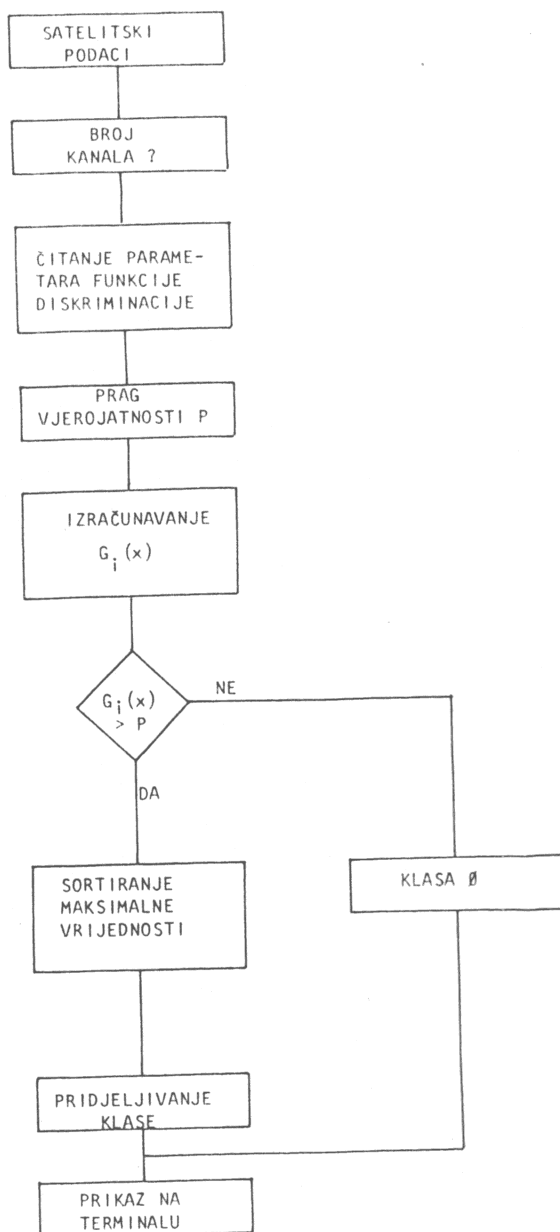 SATELITSKI
PODACI
BROJ
KANALA ?
ČITANJE PARAME-
TARA FUNKCIJE
DISKRIMINACIJE
PRAG
VJEROJATNOSTI P
IZRAČUNAVANJE
G_i(x)
G_i(x)
> P
NE
DA
SORTIRANJE
MAKSIMALNE
VRIJEDNOSTI
KLASA Ø
PRIDJELJIVANJE
KLASE
PRIKAZ NA
TERMINALU